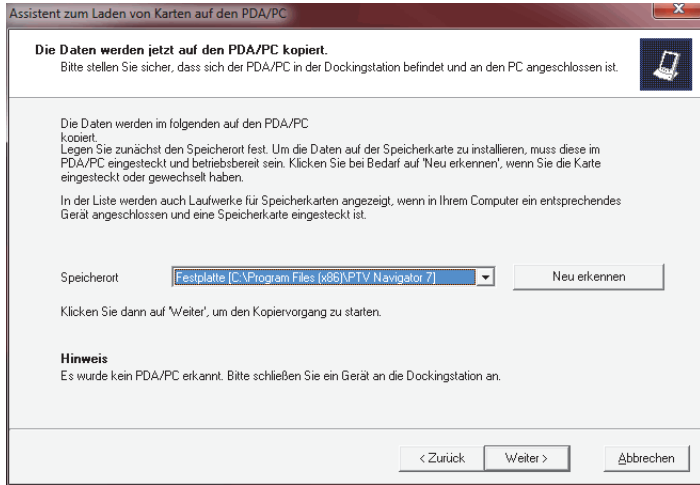 Assistent zum Laden von Karten auf den PDA/PC
Die Daten werden jetzt auf den PDA/PC kopiert.
Bitte stellen Sie sicher, dass sich der PDA/PC in der Dockingstation befindet und an den PC angeschlossen ist.
Die Daten werden im folgenden auf den PDA/PC
kopiert.
Legen Sie zunächst den Speicherort fest. Um die Daten auf der Speicherkarte zu installieren, muss diese im
PDA/PC eingesteckt und betriebsbereit sein. Klicken Sie bei Bedarf auf 'Neu erkennen', wenn Sie die Karte
eingesteckt oder gewechselt haben.
In der Liste werden auch Laufwerke für Speicherkarten angezeigt, wenn in Ihrem Computer ein entsprechendes
Gerät angeschlossen und eine Speicherkarte eingesteckt ist.
Speicherort Festplatte [C:\Program Files (x86)\PTV Navigator 7] Neu erkennen
Klicken Sie dann auf 'Weiter', um den Kopiervorgang zu starten.
Hinweis
Es wurde kein PDA/PC erkannt. Bitte schließen Sie ein Gerät an die Dockingstation an.
< Zurück Weiter > Abbrechen